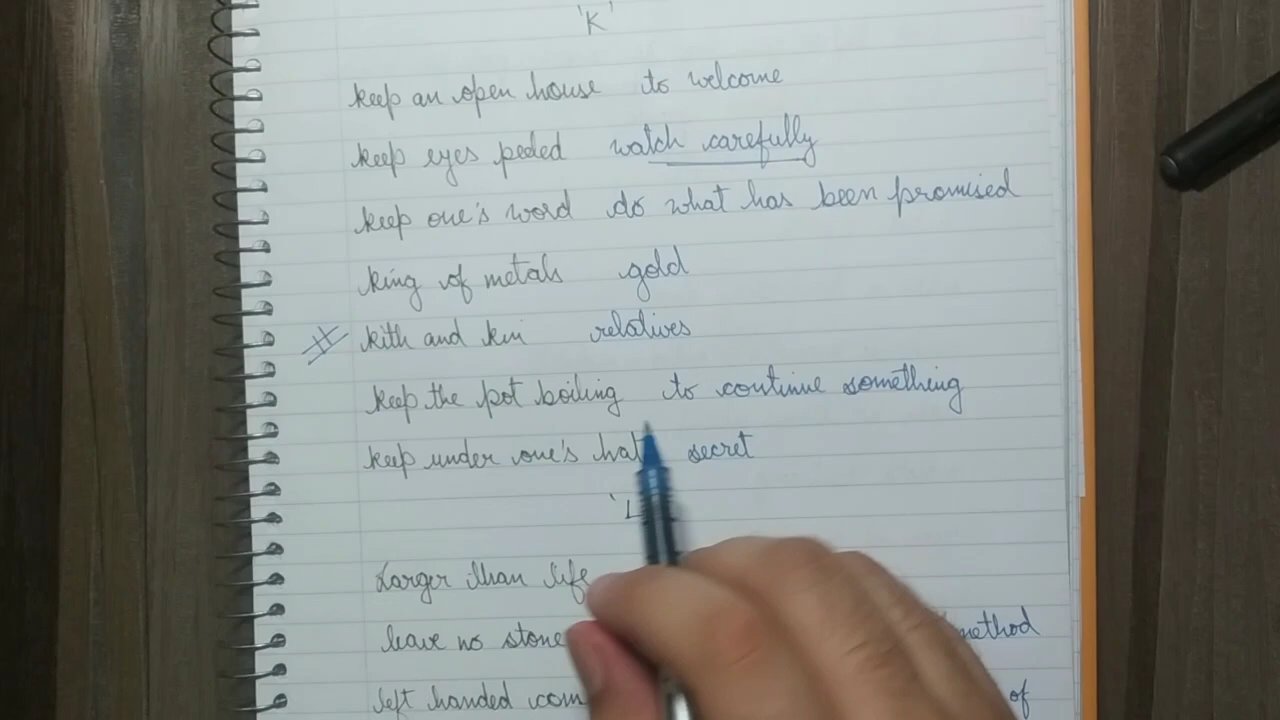 'K'
keep an open house to welcome
keep eyes peeled watch carefully
keep one's word do what has been promised
king of metals gold
# kith and kin relatives
keep the pot boiling to continue something
keep under one's hat secret
'L
Larger than life
leave no stone method
left handed com of